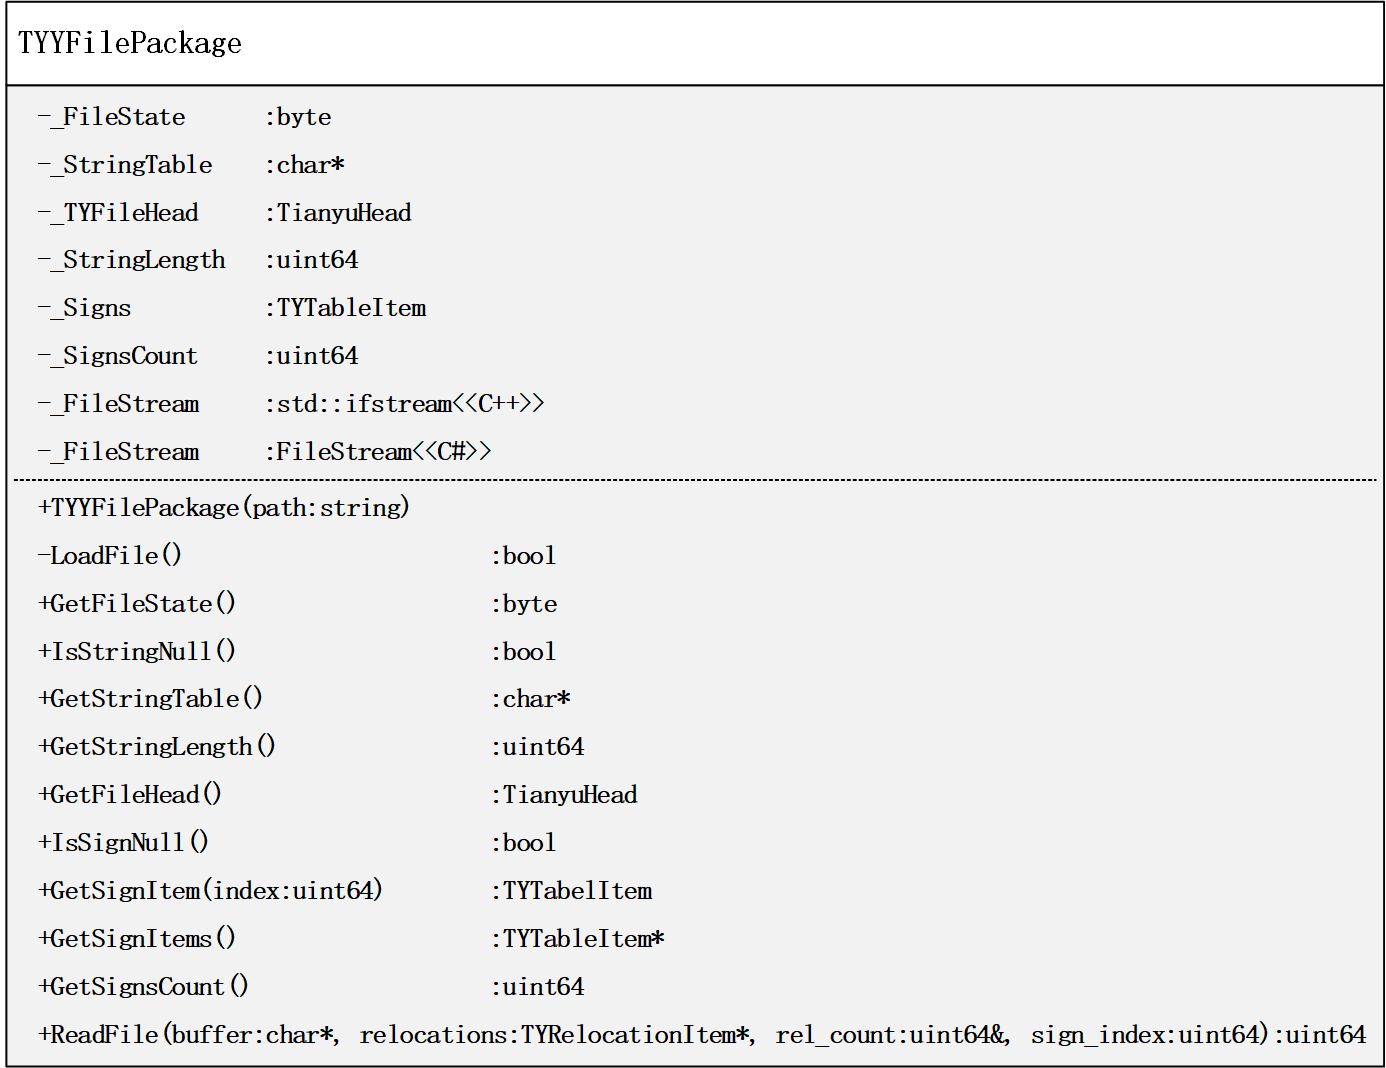 TYYFilePackage
-_FileState :byte
-_StringTable :char*
-_TYFileHead :TianyuHead
-_StringLength :uint64
-_Signs :TYTableItem
-_SignsCount :uint64
-_FileStream :std::ifstream<<C++>>
-_FileStream :FileStream<<C#>>
+TYYFilePackage(path:string)
-LoadFile() :bool
+GetFileState() :byte
+IsStringNull() :bool
+GetStringTable() :char*
+GetStringLength() :uint64
+GetFileHead() :TianyuHead
+IsSignNull() :bool
+GetSignItem(index:uint64) :TYTabelItem
+GetSignItems() :TYTableItem*
+GetSignsCount() :uint64
+ReadFile(buffer:char*, relocations:TYRelocationItem*, rel_count:uint64&, sign_index:uint64):uint64